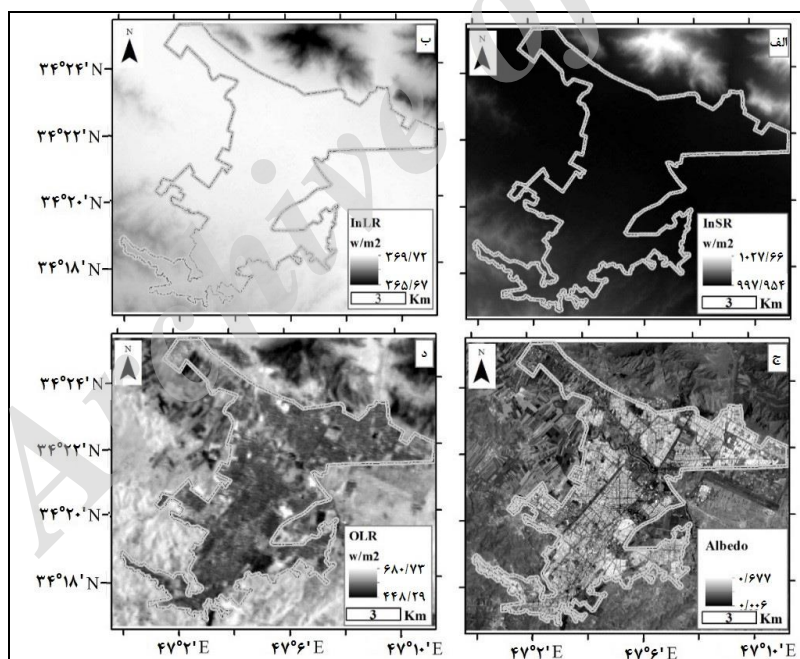 ب
N
۳۴°۲۴'N
۳۴°۲۲'N
۳۴°۲۰'N
۳۴°۱۸'N
InLR
w/m2
۳۶۹/۷۲
۳۶۵/۶۷
3 Km
الف
N
InSR
w/m2
۱۰۲۷/۶۶
۹۹۷/۹۵۴
3 Km
د
N
۳۴°۲۴'N
۳۴°۲۲'N
۳۴°۲۰'N
۳۴°۱۸'N
OLR
w/m2
۶۸۰/۷۳
۴۴۸/۲۹
3 Km
ج
N
Albedo
۰/۶۷۷
۰/۰۰۶
3 Km
۴۷°۲'E
۴۷°۶'E
۴۷°۱۰'E
۴۷°۲'E
۴۷°۶'E
۴۷°۱۰'E
Archive of